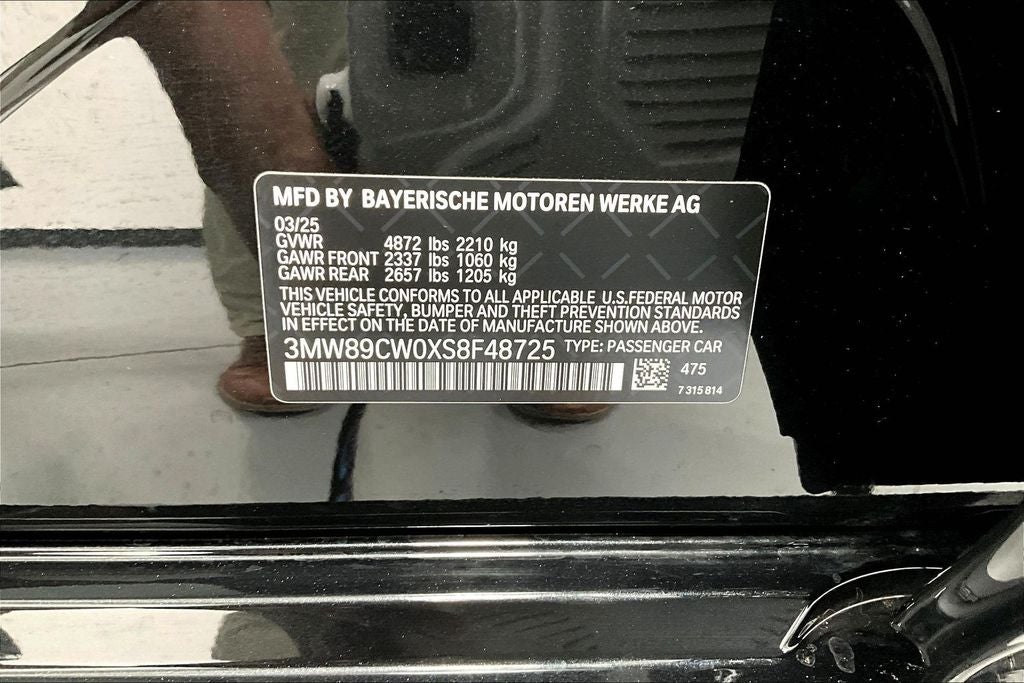 MFD BY BAYERISCHE MOTOREN WERKE AG
03/25
GVWR 4872 lbs 2210 kg
GAWR FRONT 2337 lbs 1060 kg
GAWR REAR 2657 lbs 1205 kg
THIS VEHICLE CONFORMS TO ALL APPLICABLE U.S.FEDERAL MOTOR
VEHICLE SAFETY, BUMPER AND THEFT PREVENTION STANDARDS
IN EFFECT ON THE DATE OF MANUFACTURE SHOWN ABOVE.
3MW89CW0XS8F48725 TYPE: PASSENGER CAR
475
7 315 814